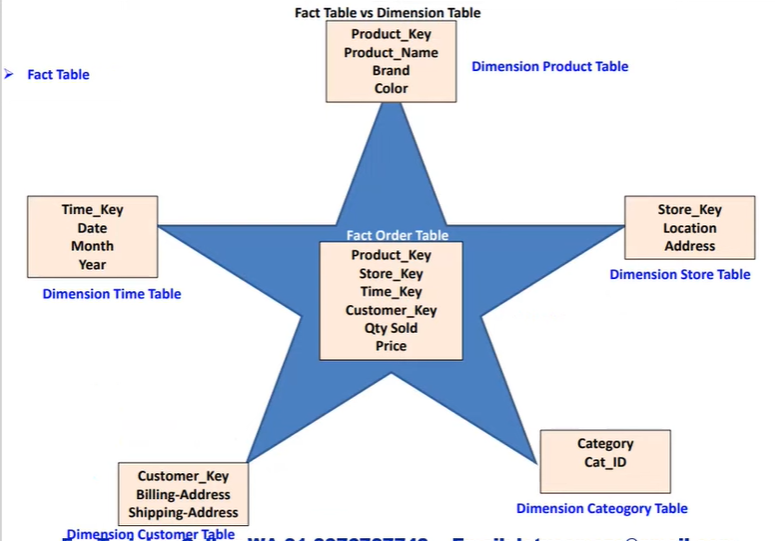 Fact Table vs Dimension Table
Product_Key
Product_Name
Brand
Color
Dimension Product Table
Fact Table
Time_Key
Date
Month
Year
Dimension Time Table
Store_Key
Location
Address
Dimension Store Table
Fact Order Table
Product_Key
Store_Key
Time_Key
Customer_Key
Qty Sold
Price
Customer_Key
Billing-Address
Shipping-Address
Dimension Customer Table
Category
Cat_ID
Dimension Cateogory Table